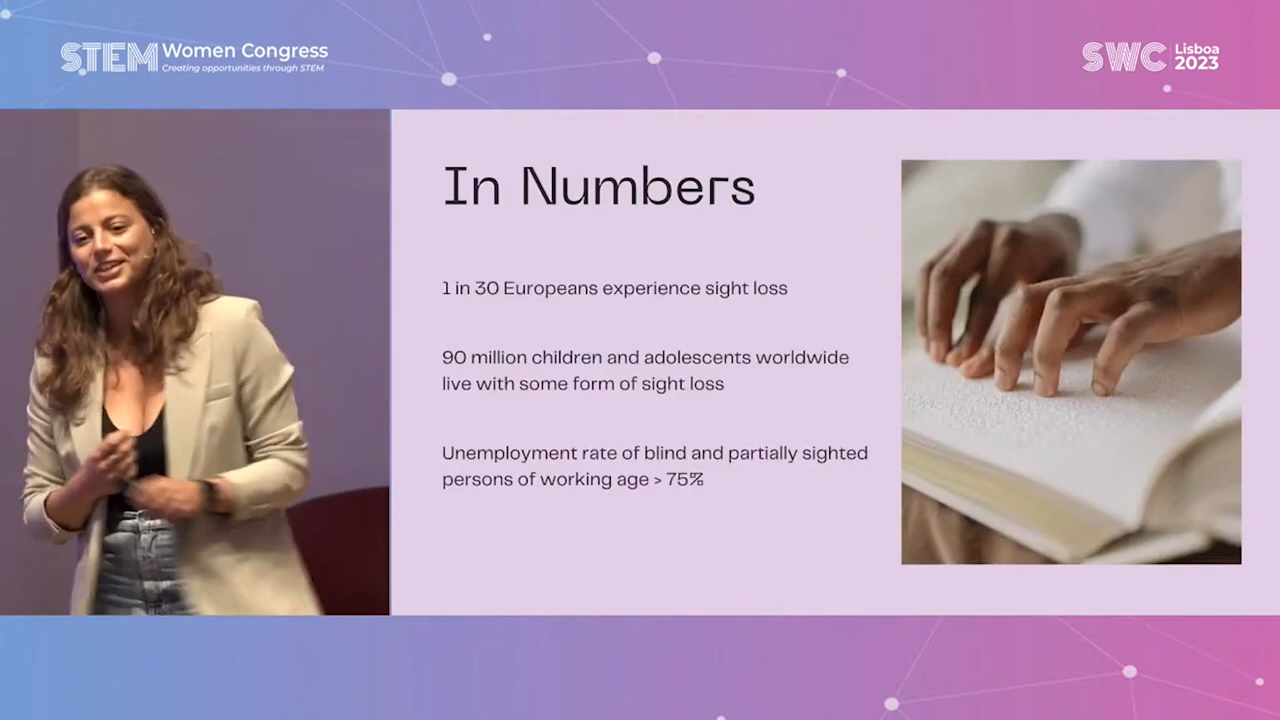 STEM Women Congress
Creating opportunities through STEM
SWC Lisboa
2023
In Numbers
1 in 30 Europeans experience sight loss
90 million children and adolescents worldwide
live with some form of sight loss
Unemployment rate of blind and partially sighted
persons of working age > 75%